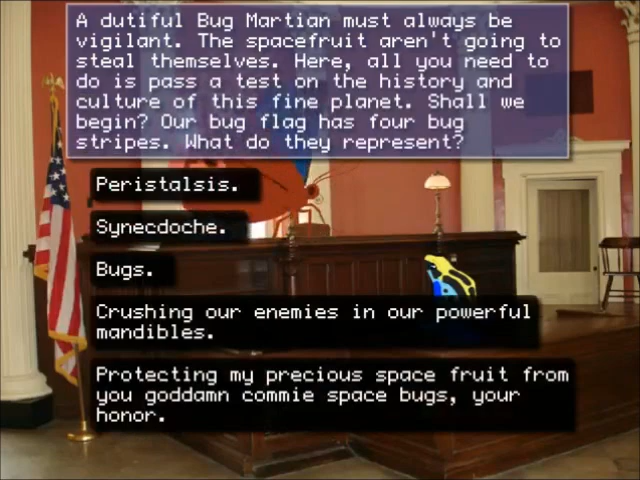 A dutiful Bug Martian must always be
vigilant. The spacefruit aren't going to
steal themselves. Here, all you need to
do is pass a test on the history and
culture of this fine planet. Shall we
begin? Our bug flag has four bug
stripes. What do they represent?
Peristalsis.
Synecdoche.
Bugs.
Crushing our enemies in our powerful
mandibles.
Protecting my precious space fruit from
you goddamn commie space bugs, your
honor.